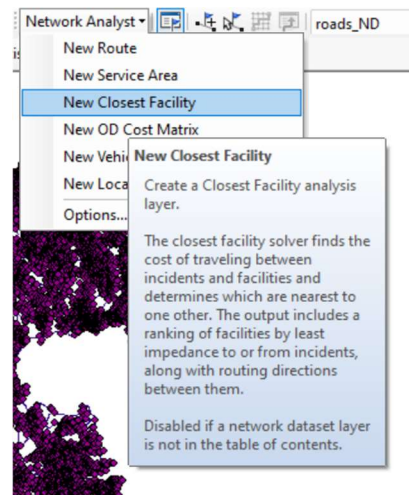 Network Analyst
roads_ND
New Route
New Service Area
New Closest Facility
New OD Cost Matrix
New Vehi
New Loca
Options...
New Closest Facility
Create a Closest Facility analysis
layer.
The closest facility solver finds the
cost of traveling between
incidents and facilities and
determines which are nearest to
one other. The output includes a
ranking of facilities by least
impedance to or from incidents,
along with routing directions
between them.
Disabled if a network dataset layer
is not in the table of contents.